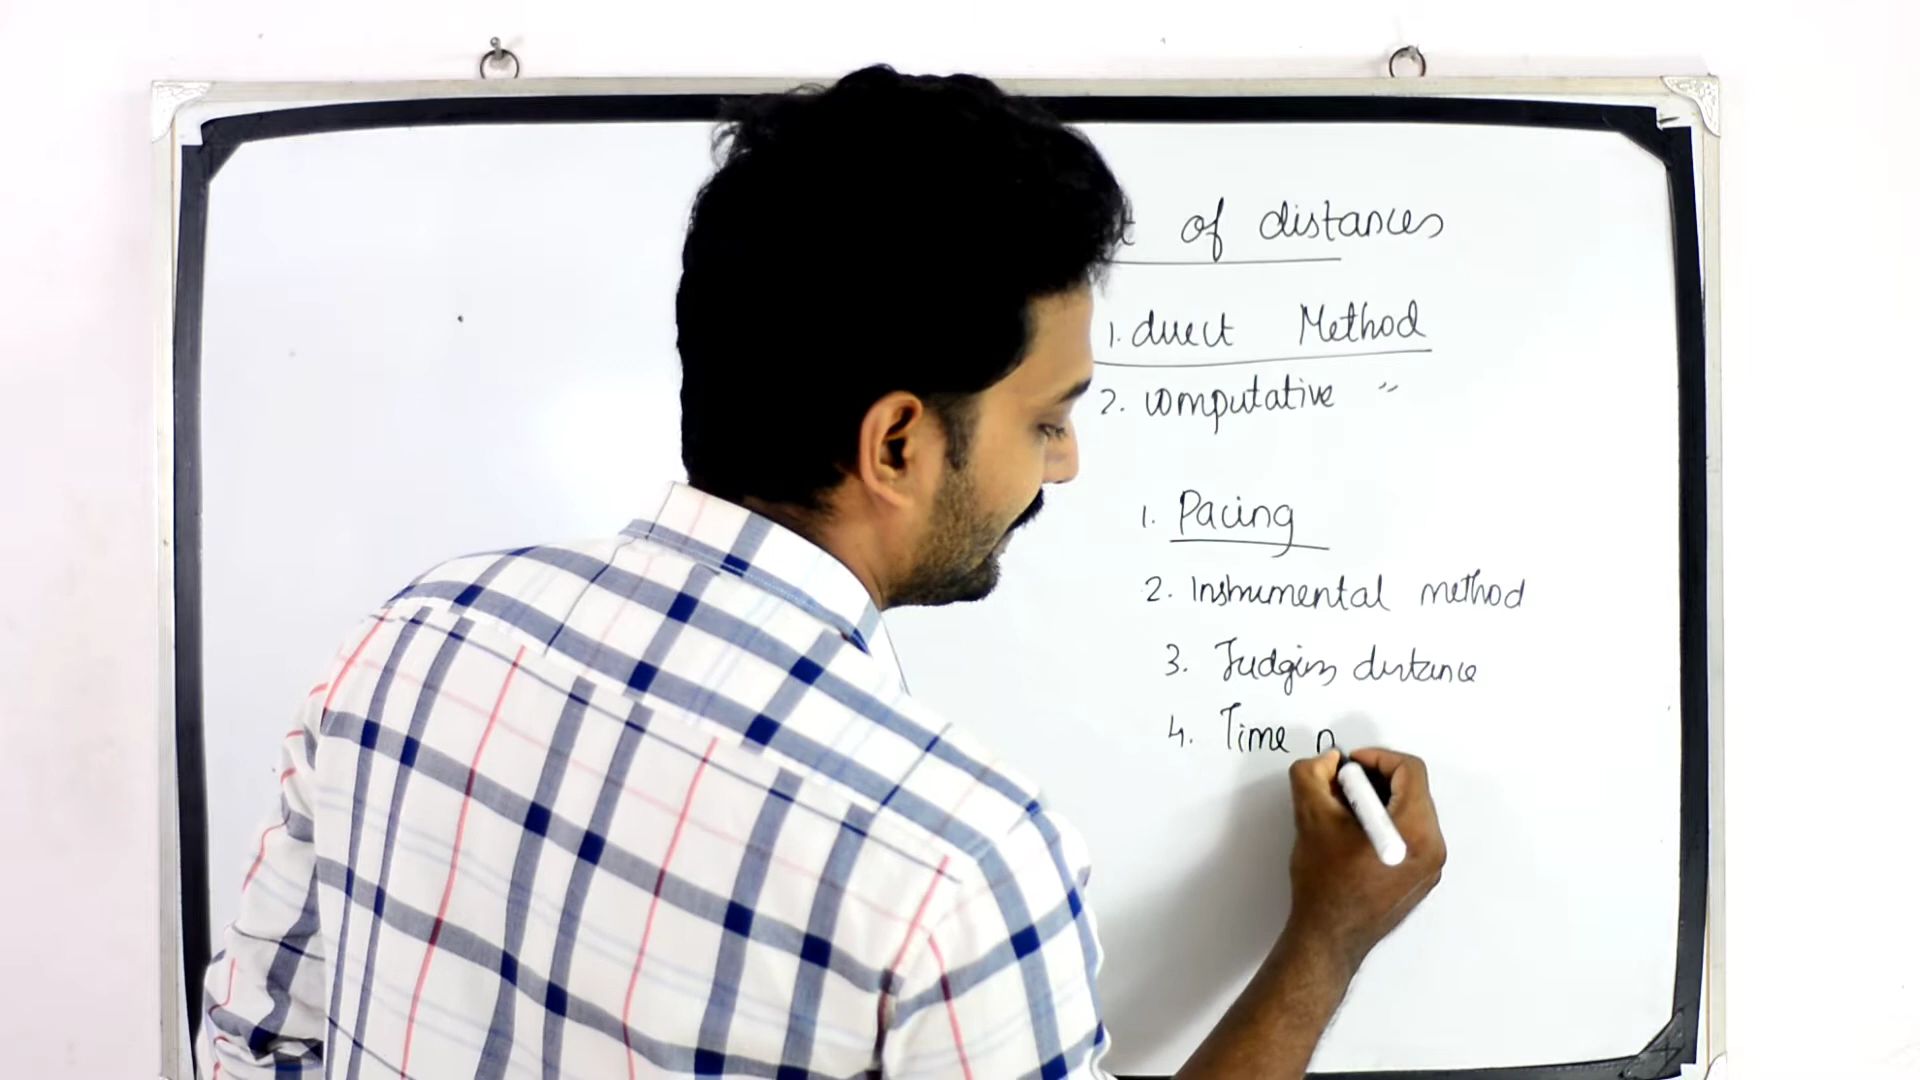 t of distances
1. direct Method
2. computative "
1. Pacing
2. Instrumental method
3. Judging distance
4. Time